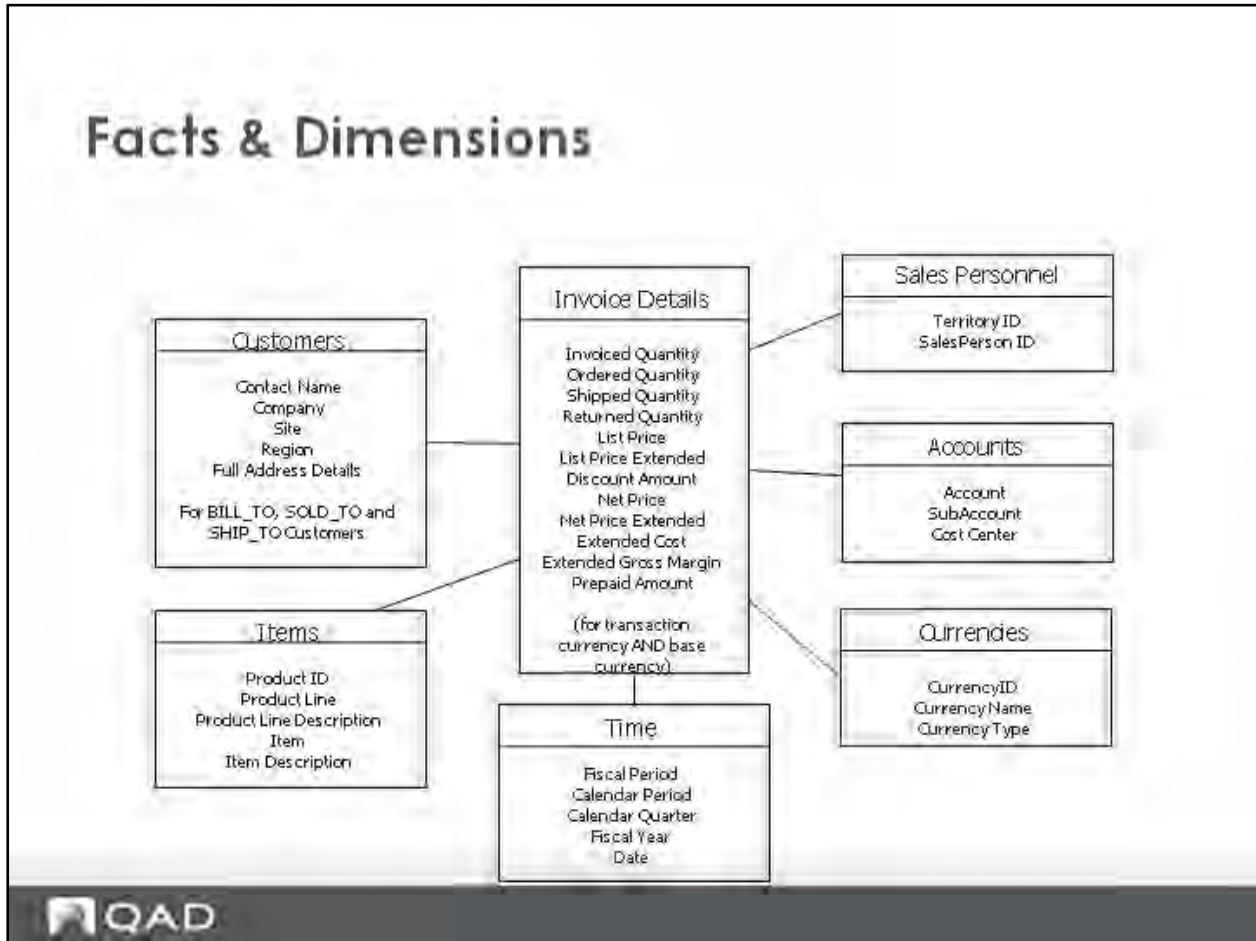 Facts & Dimensions
Customers
Contact Name
Company
Site
Region
Full Address Details
For BILL_TO, SOLD_TO and
SHIP_TO Customers
Items
Product ID
Product Line
Product Line Description
Item
Item Description
Invoice Details
Invoiced Quantity
Ordered Quantity
Shipped Quantity
Returned Quantity
List Price
List Price Extended
Discount Amount
Net Price
Net Price Extended
Extended Cost
Extended Gross Margin
Prepaid Amount
(for transaction
currency AND base
currency)
Time
Fiscal Period
Calendar Period
Calendar Quarter
Fiscal Year
Date
Sales Personnel
Territory ID
SalesPerson ID
Accounts
Account
SubAccount
Cost Center
Currencies
CurrencyID
Currency Name
Currency Type
QAD